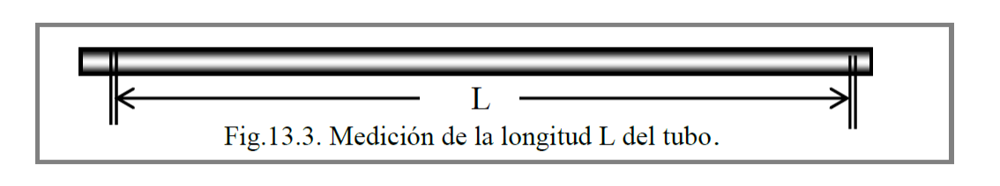 L
Fig.13.3. Medición de la longitud L del tubo.